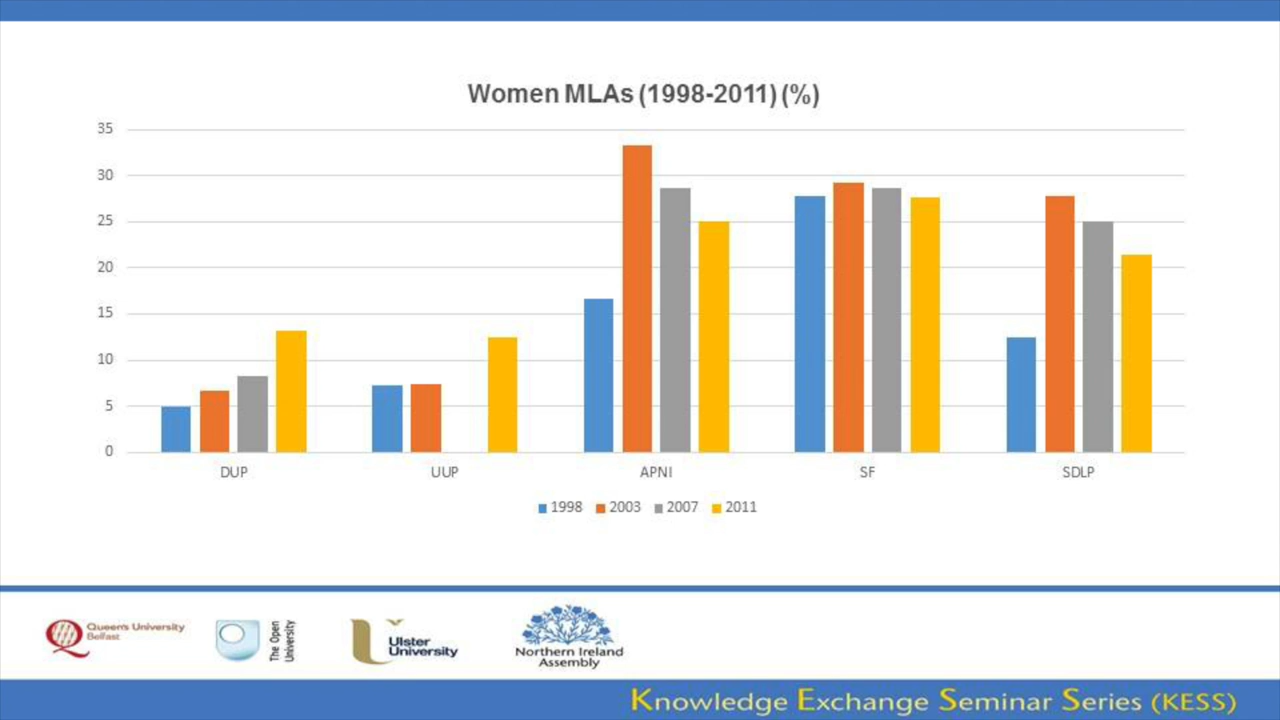 Women MLAs (1998-2011) (%)
35
30
25
20
15
10
5
0
DUP UUP APNI SF SDLP
1998 2003 2007 2011
Queen's University
Belfast
The Open
University
Ulster
University
Northern Ireland
Assembly
Knowledge Exchange Seminar Series (KESS)